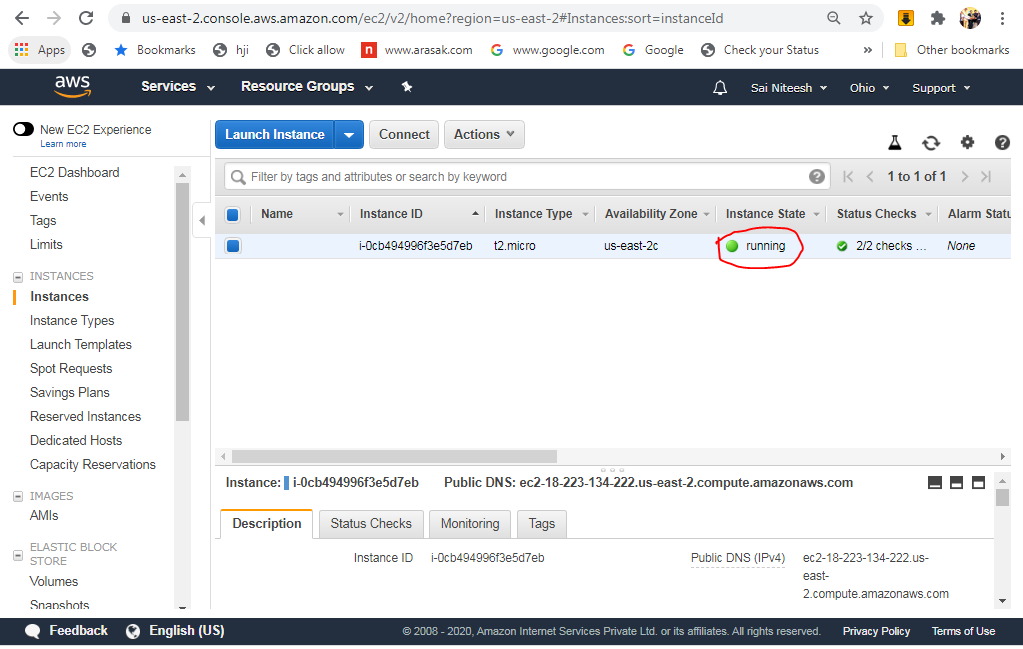 us-east-2.console.aws.amazon.com/ec2/v2/home?region=us-east-2#Instances:sort=instanceId
Apps Bookmarks hji Click allow n www.arasak.com G www.google.com G Google Check your Status » Other bookmarks
aws Services Resource Groups Sai Niteesh Ohio Support
New EC2 Experience
Learn more
Launch Instance Connect Actions
EC2 Dashboard
Events
Tags
Limits
INSTANCES
Instances
Instance Types
Launch Templates
Spot Requests
Savings Plans
Reserved Instances
Dedicated Hosts
Capacity Reservations
IMAGES
AMIs
ELASTIC BLOCK
STORE
Volumes
Snapshots
Filter by tags and attributes or search by keyword 1 to 1 of 1
Name Instance ID Instance Type Availability Zone Instance State Status Checks Alarm Statu
i-0cb494996f3e5d7eb t2.micro us-east-2c running 2/2 checks ... None
Instance: i-0cb494996f3e5d7eb Public DNS: ec2-18-223-134-222.us-east-2.compute.amazonaws.com
Description Status Checks Monitoring Tags
Instance ID i-0cb494996f3e5d7eb Public DNS (IPv4) ec2-18-223-134-222.us-
east-
2.compute.amazonaws.com
Feedback English (US) © 2008 - 2020, Amazon Internet Services Private Ltd. or its affiliates. All rights reserved. Privacy Policy Terms of Use